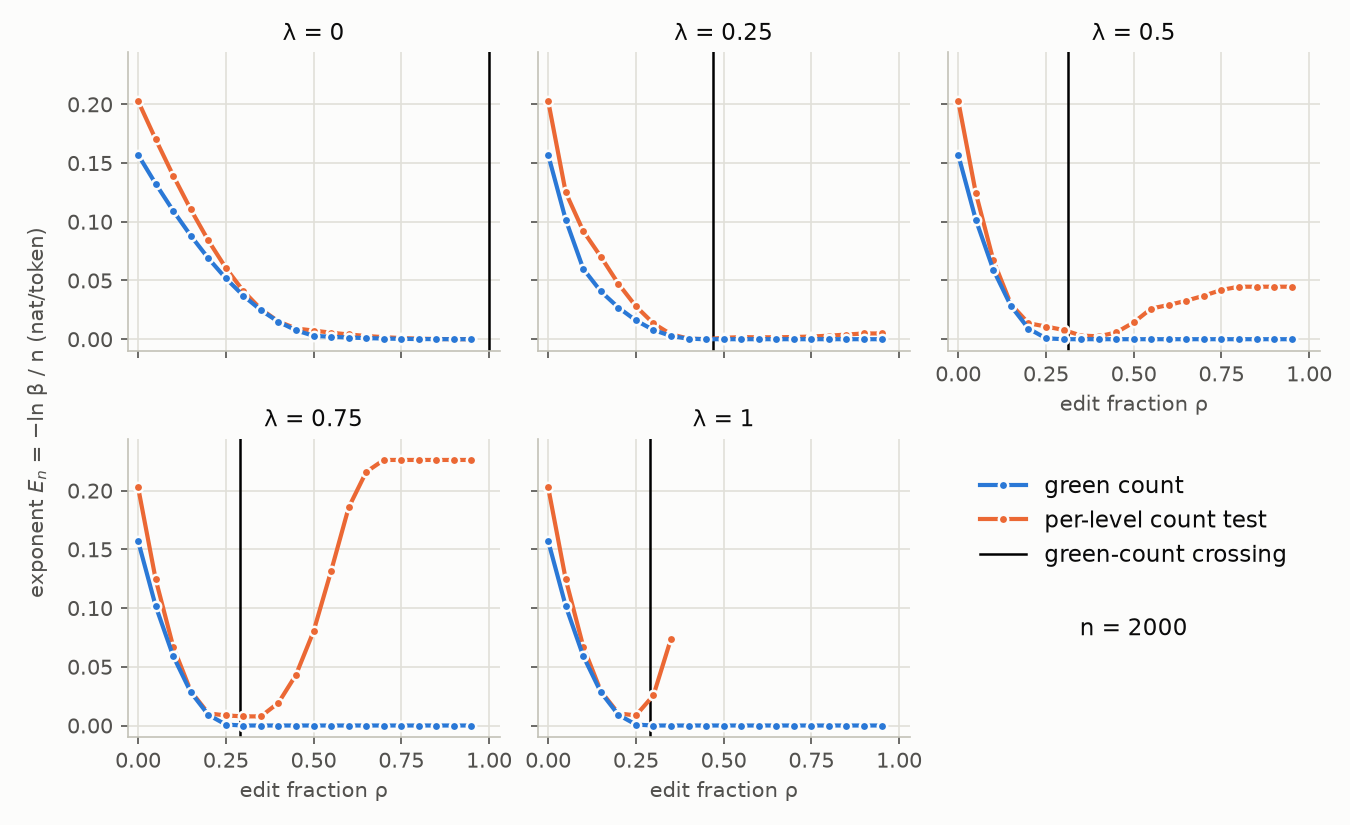 λ = 0
λ = 0.25
λ = 0.5
exponent Eₙ = −ln β / n (nat/token)
0.20
0.15
0.10
0.05
0.00
0.00 0.25 0.50 0.75 1.00
edit fraction ρ
λ = 0.75
λ = 1
0.20
0.15
0.10
0.05
0.00
0.00 0.25 0.50 0.75 1.00
edit fraction ρ
0.00 0.25 0.50 0.75 1.00
edit fraction ρ
green count
per-level count test
green-count crossing
n = 2000